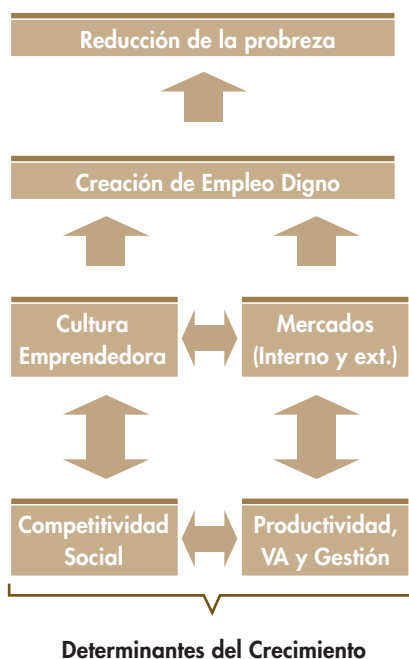 Reducción de la probreza
Creación de Empleo Digno
Cultura
Emprendedora
Mercados
(Interno y ext.)
Competitividad
Social
Productividad,
VA y Gestión
Determinantes del Crecimiento